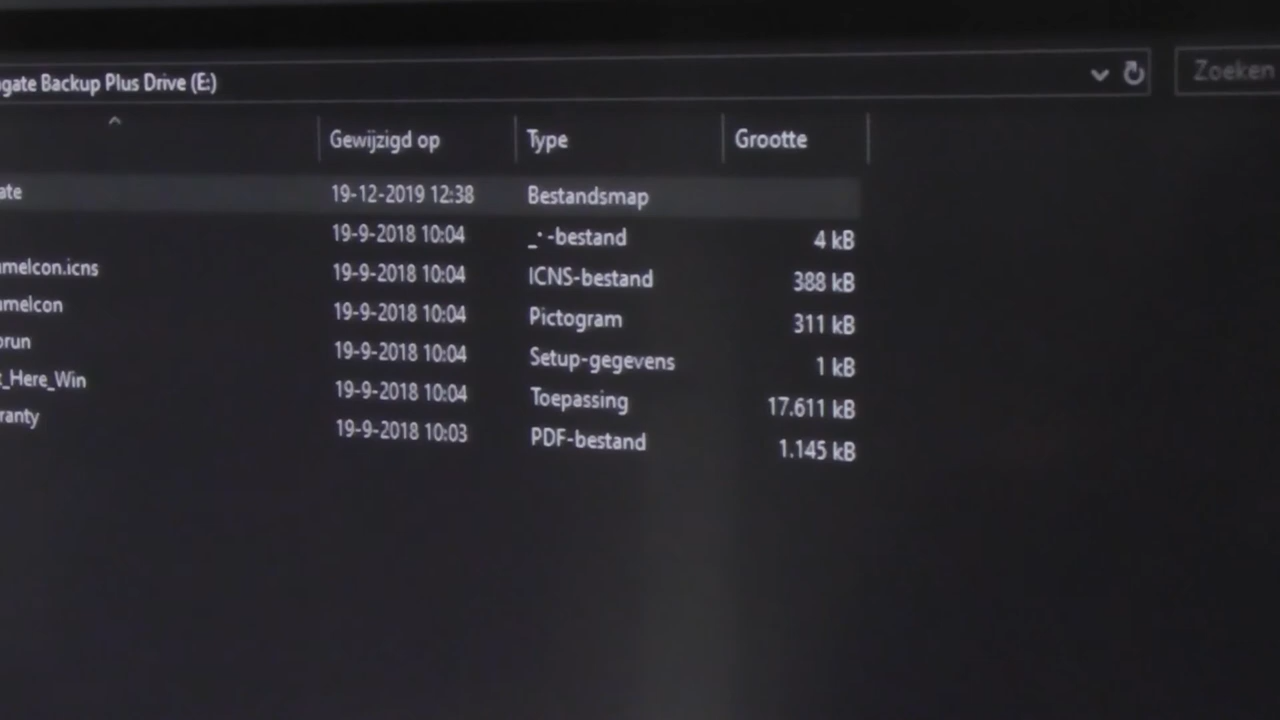 gate Backup Plus Drive (E:) Zoeken
Gewijzigd op Type Grootte
ate 19-12-2019 12:38 Bestandsmap
19-9-2018 10:04 -bestand 4 kB
melcon.icns 19-9-2018 10:04 ICNS-bestand 388 kB
melcon 19-9-2018 10:04 Pictogram 311 kB
orun 19-9-2018 10:04 Setup-gegevens 1 kB
t_Here_Win 19-9-2018 10:04 Toepassing 17.611 kB
ranty 19-9-2018 10:03 PDF-bestand 1.145 kB